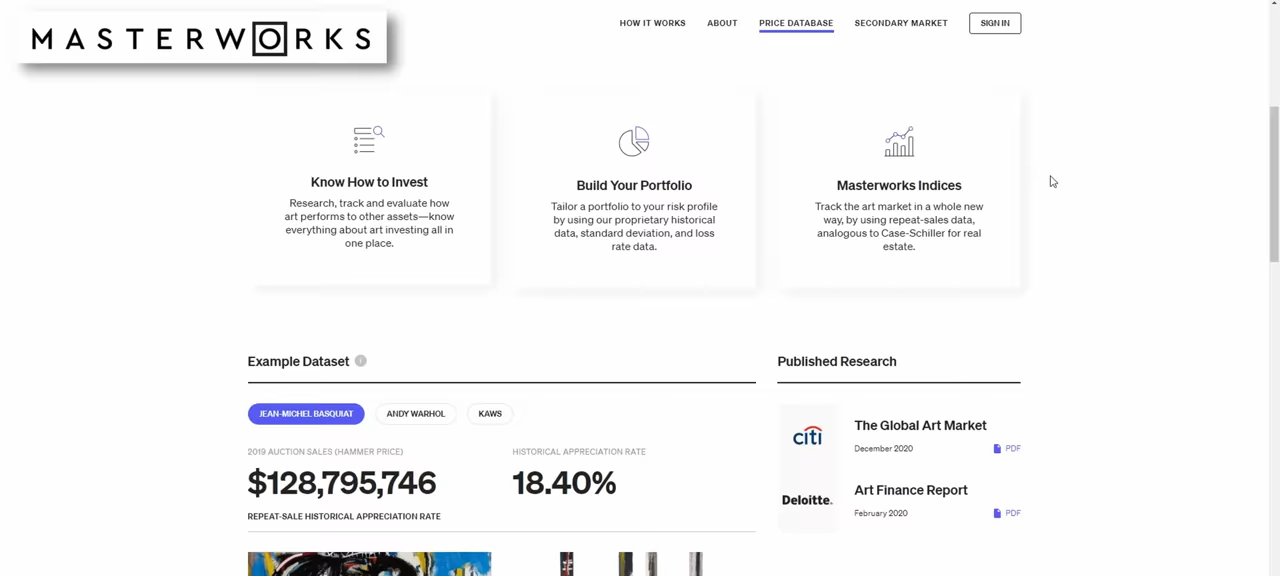 MASTERWORKS
HOW IT WORKS
ABOUT
PRICE DATABASE
SECONDARY MARKET
SIGN IN
Know How to Invest
Research, track and evaluate how
art performs to other assets—know
everything about art investing all in
one place.
Build Your Portfolio
Tailor a portfolio to your risk profile
by using our proprietary historical
data, standard deviation, and loss
rate data.
Masterworks Indices
Track the art market in a whole new
way, by using repeat-sales data,
analogous to Case-Schiller for real
estate.
Example Dataset
JEAN-MICHEL BASQUIAT
ANDY WARHOL
KAWS
2019 AUCTION SALES (HAMMER PRICE)
$128,795,746
HISTORICAL APPRECIATION RATE
18.40%
REPEAT-SALE HISTORICAL APPRECIATION RATE
Published Research
citi
The Global Art Market
December 2020
PDF
Deloitte.
Art Finance Report
February 2020
PDF